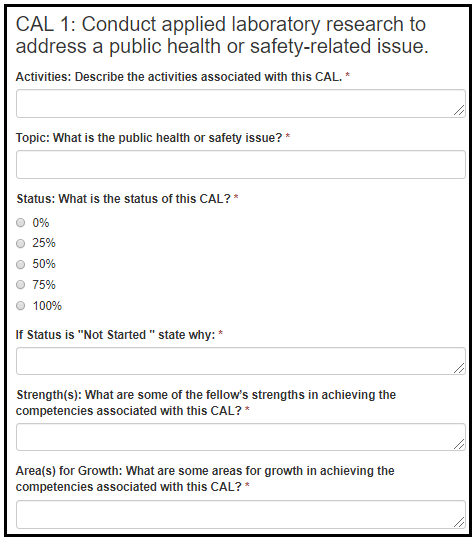 CAL 1: Conduct applied laboratory research to
address a public health or safety-related issue.
Activities: Describe the activities associated with this CAL. *
Topic: What is the public health or safety issue? *
Status: What is the status of this CAL? *
0%
25%
50%
75%
100%
If Status is "Not Started " state why: *
Strength(s): What are some of the fellow's strengths in achieving the
competencies associated with this CAL? *
Area(s) for Growth: What are some areas for growth in achieving the
competencies associated with this CAL? *